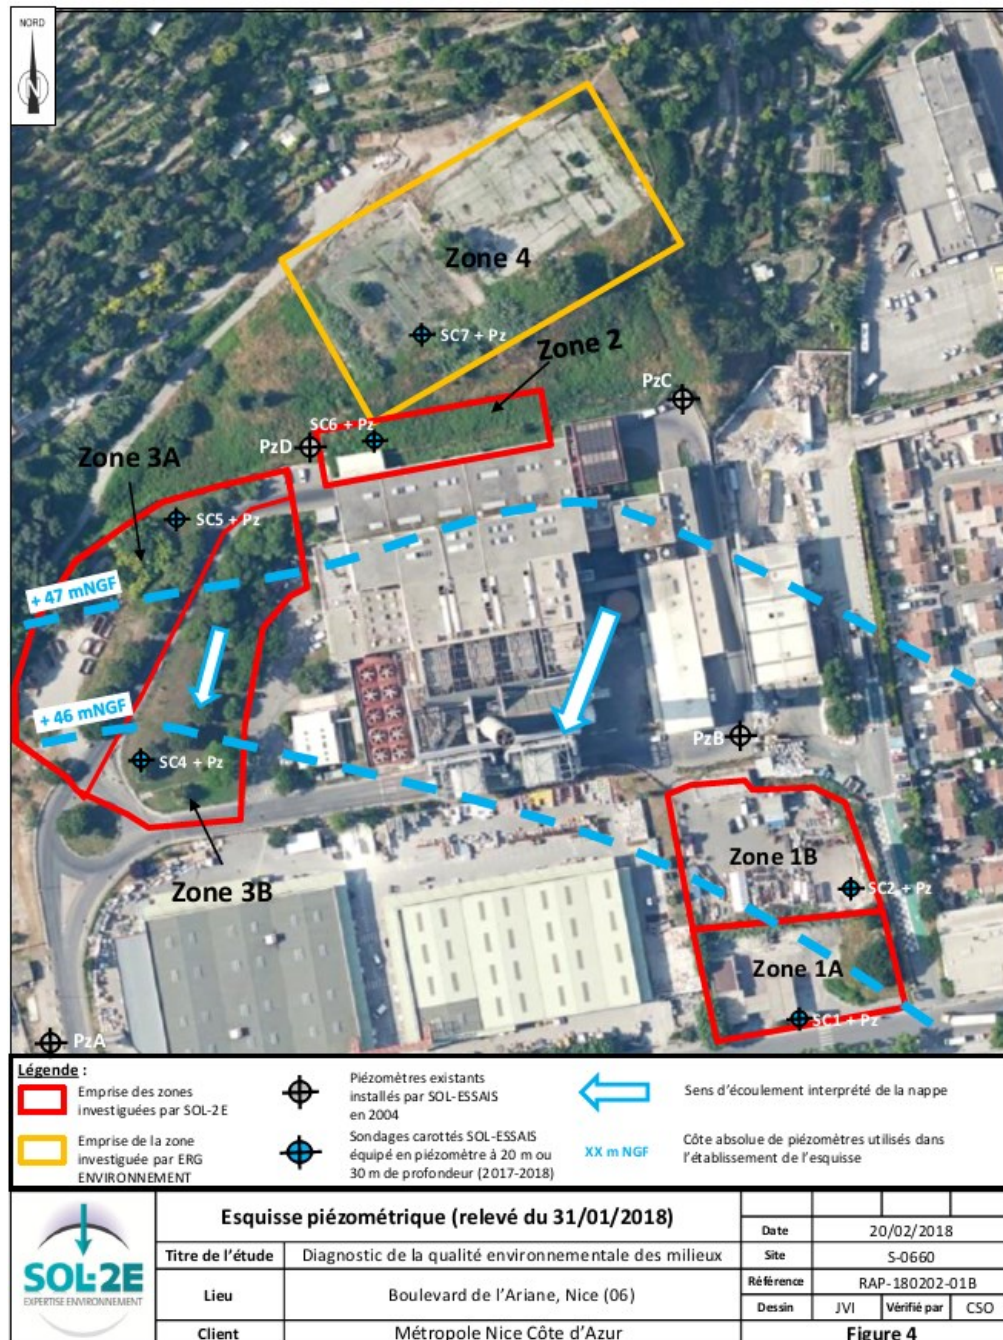 NORD
N
Zone 4
SC7 + Pz
Zone 2
PzC
SC6 + Pz
PzD
Zone 3A
SC5 + Pz
+ 47 mNGF
+ 46 mNGF
SC4 + Pz
PzB
Zone 1B
SC2 + Pz
Zone 3B
Zone 1A
SC1 + Pz
PzA
Légende :
Emprise des zones
investiguées par SOL-2E
Piézomètres existants
installés par SOL-ESSAIS
en 2004
Sens d'écoulement interprété de la nappe
Emprise de la zone
investiguée par ERG
ENVIRONNEMENT
Sondages carottés SOL-ESSAIS
équipé en piézomètre à 20 m ou
30 m de profondeur (2017-2018)
XX m NGF
Côte absolue de piézomètres utilisés dans
l'établissement de l'esquisse
SOL-2E
EXPERTISE ENVIRONNEMENT
Esquisse piézométrique (relevé du 31/01/2018)
Date 20/02/2018
Titre de l'étude Diagnostic de la qualité environnementale des milieux
Site S-0660
Lieu Boulevard de l'Ariane, Nice (06)
Référence RAP-180202-01B
Dessin JVI Vérifié par CSO
Client Métropole Nice Côte d'Azur
Figure 4